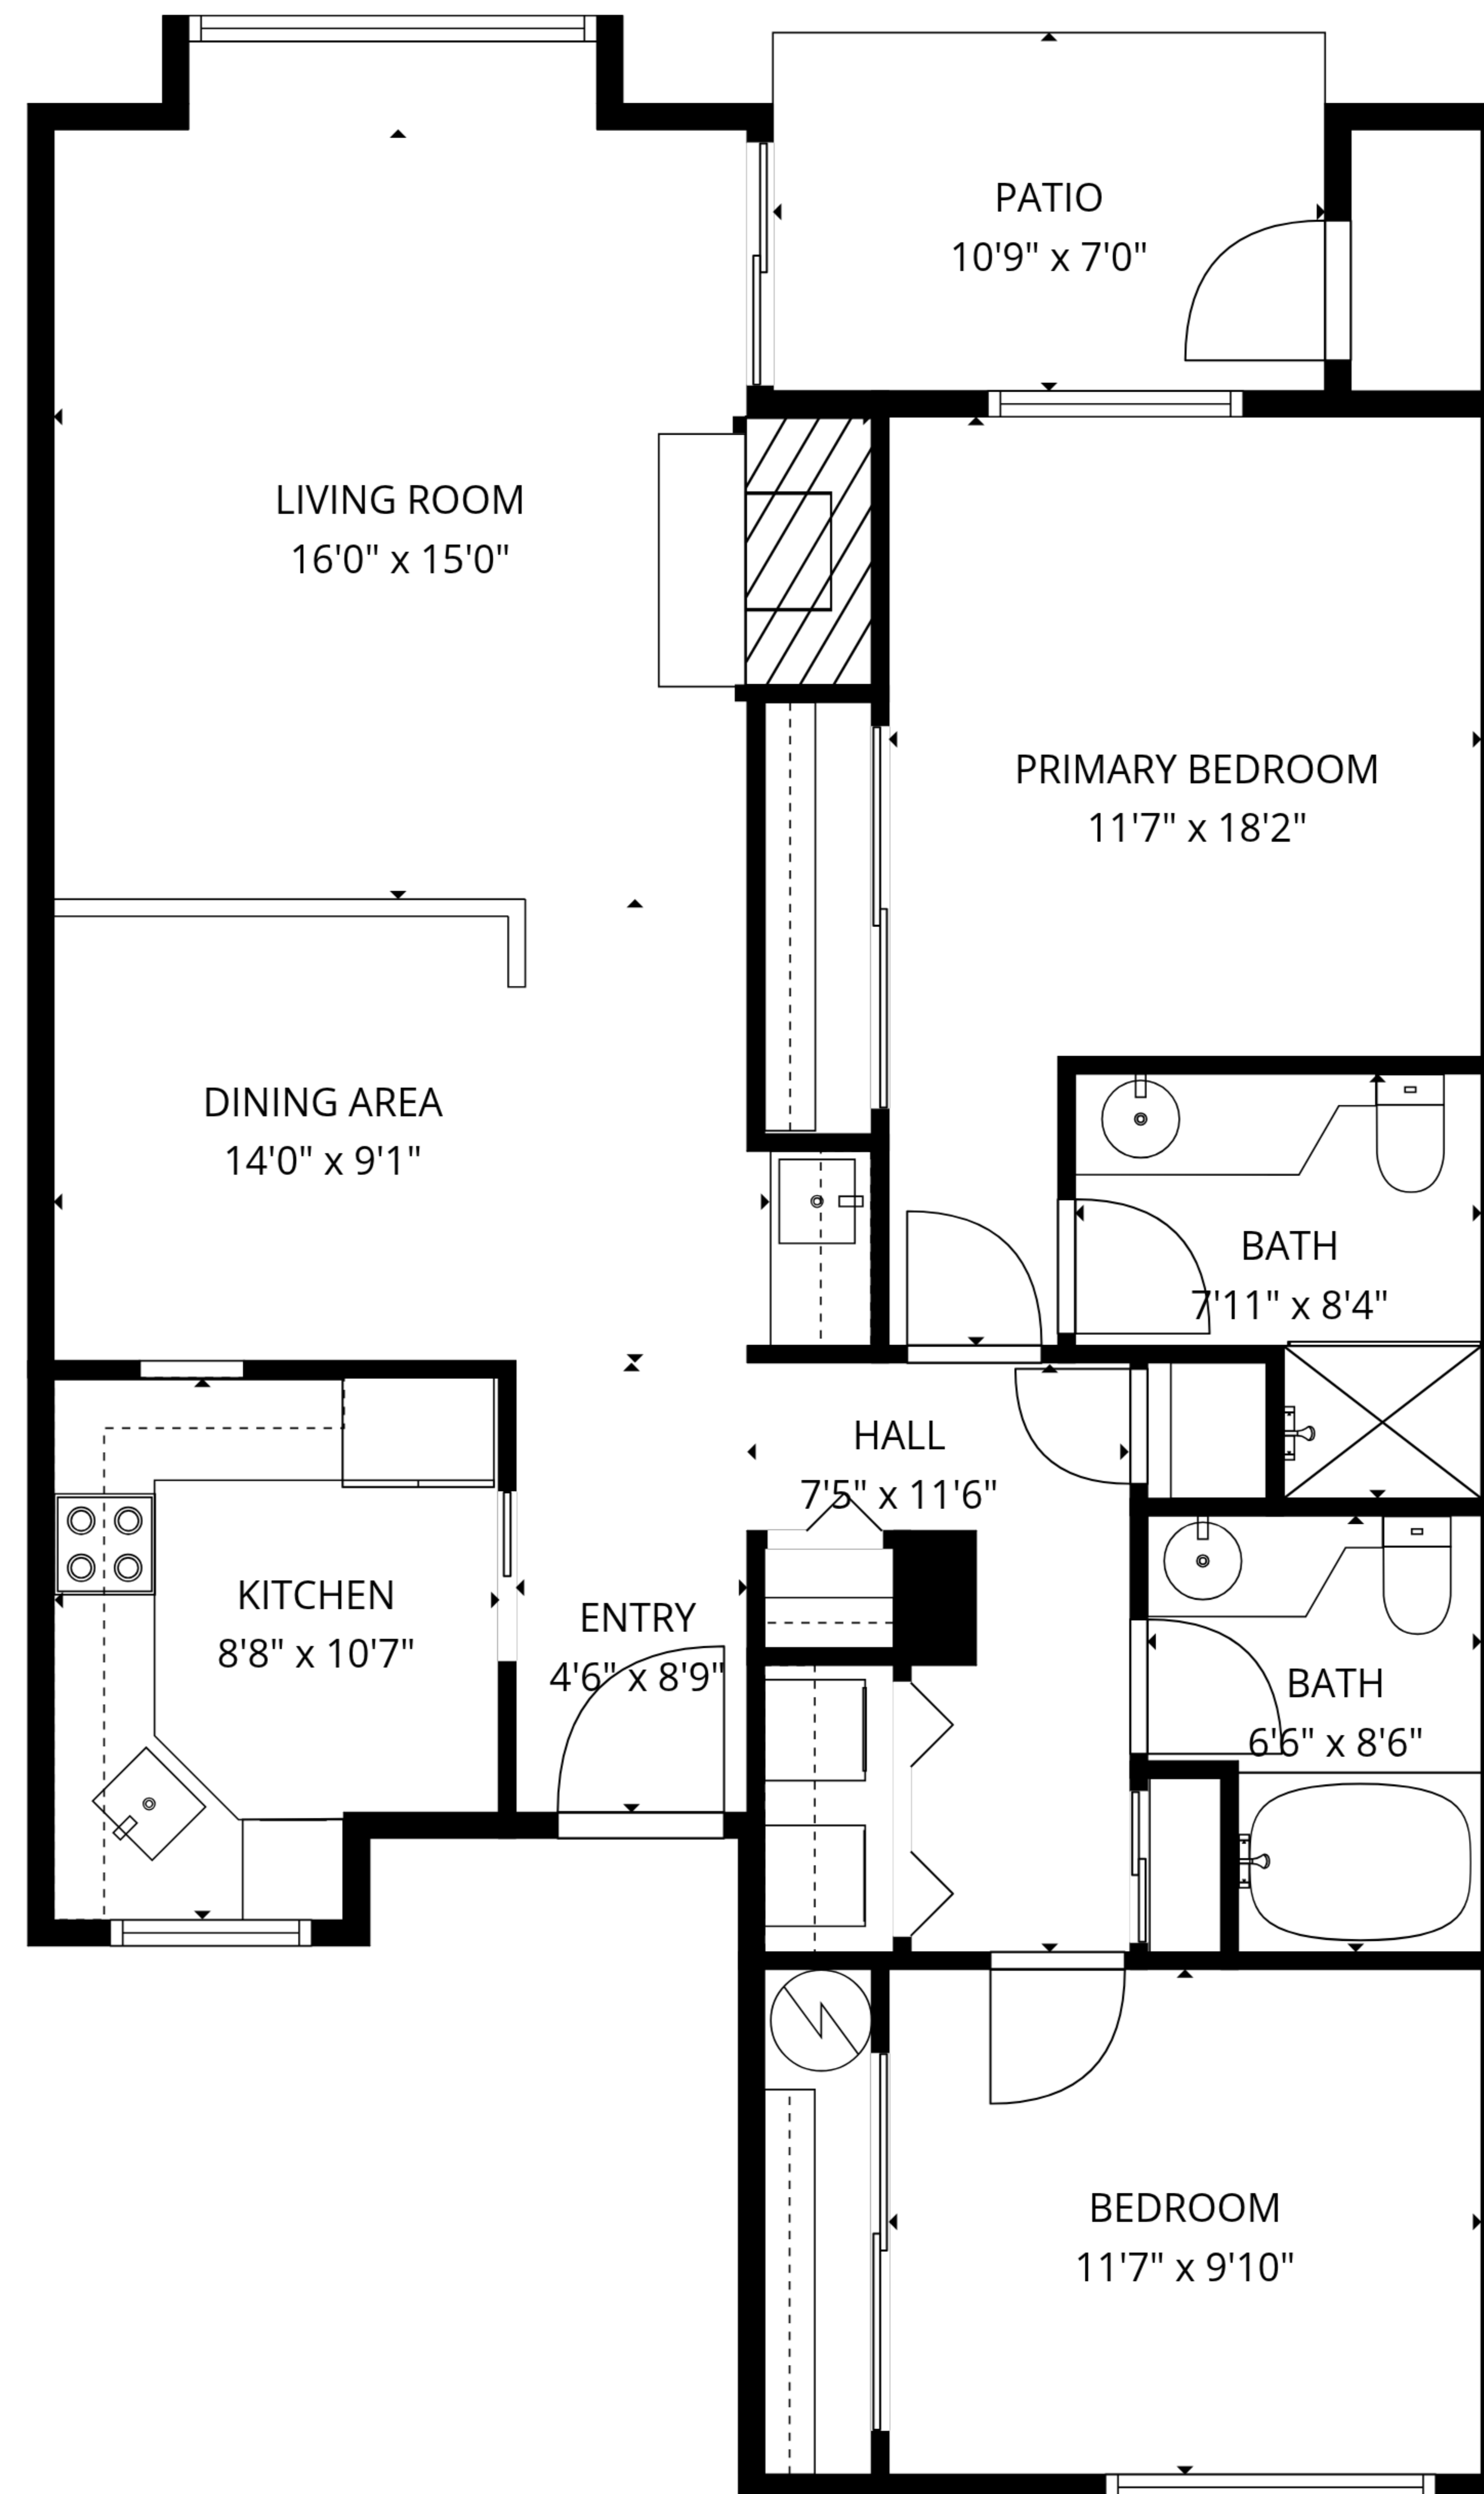 PATIO
10'9" x 7'0"
LIVING ROOM
16'0" x 15'0"
PRIMARY BEDROOM
11'7" x 18'2"
DINING AREA
14'0" x 9'1"
BATH
7'11" x 8'4"
HALL
7'5" x 11'6"
KITCHEN
8'8" x 10'7"
ENTRY
4'6" x 8'9"
BATH
6'6" x 8'6"
BEDROOM
11'7" x 9'10"